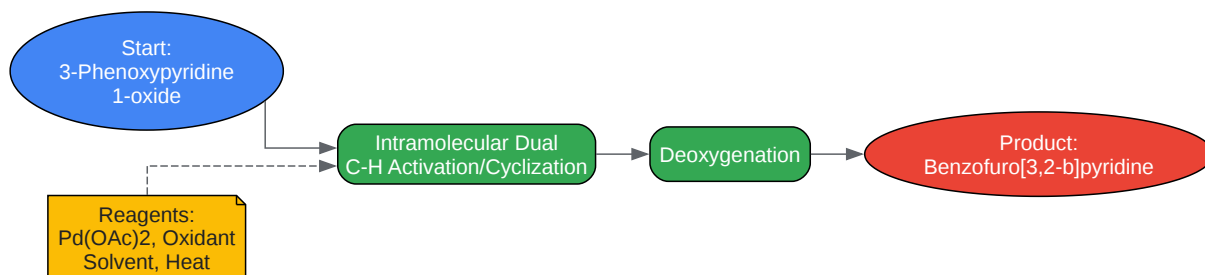 Start:
3-Phenoxypyridine
1-oxide
Intramolecular Dual
C-H Activation/Cyclization
Deoxygenation
Product:
Benzofuro[3,2-b]pyridine
Reagents:
Pd(OAc)2, Oxidant
Solvent, Heat